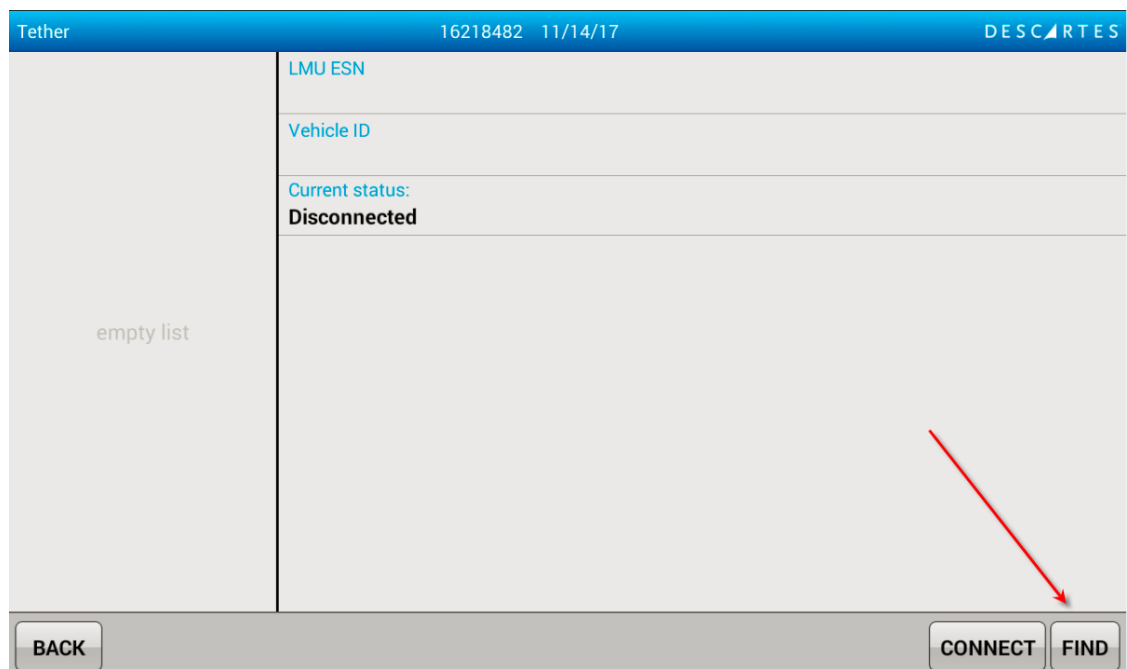 Tether 16218482 11/14/17 DESCARTES
LMU ESN
Vehicle ID
Current status:
Disconnected
empty list
BACK CONNECT FIND